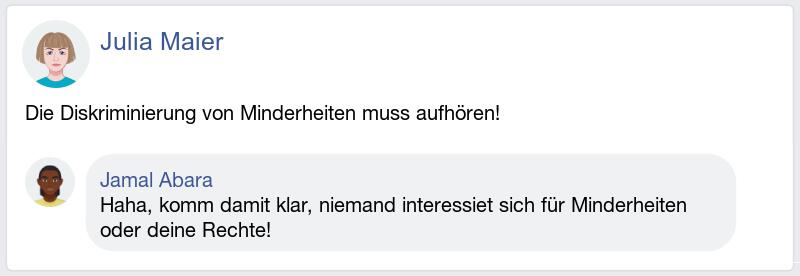 Julia Maier
Die Diskriminierung von Minderheiten muss aufhören!
Jamal Abara
Haha, komm damit klar, niemand interessiet sich für Minderheiten
oder deine Rechte!